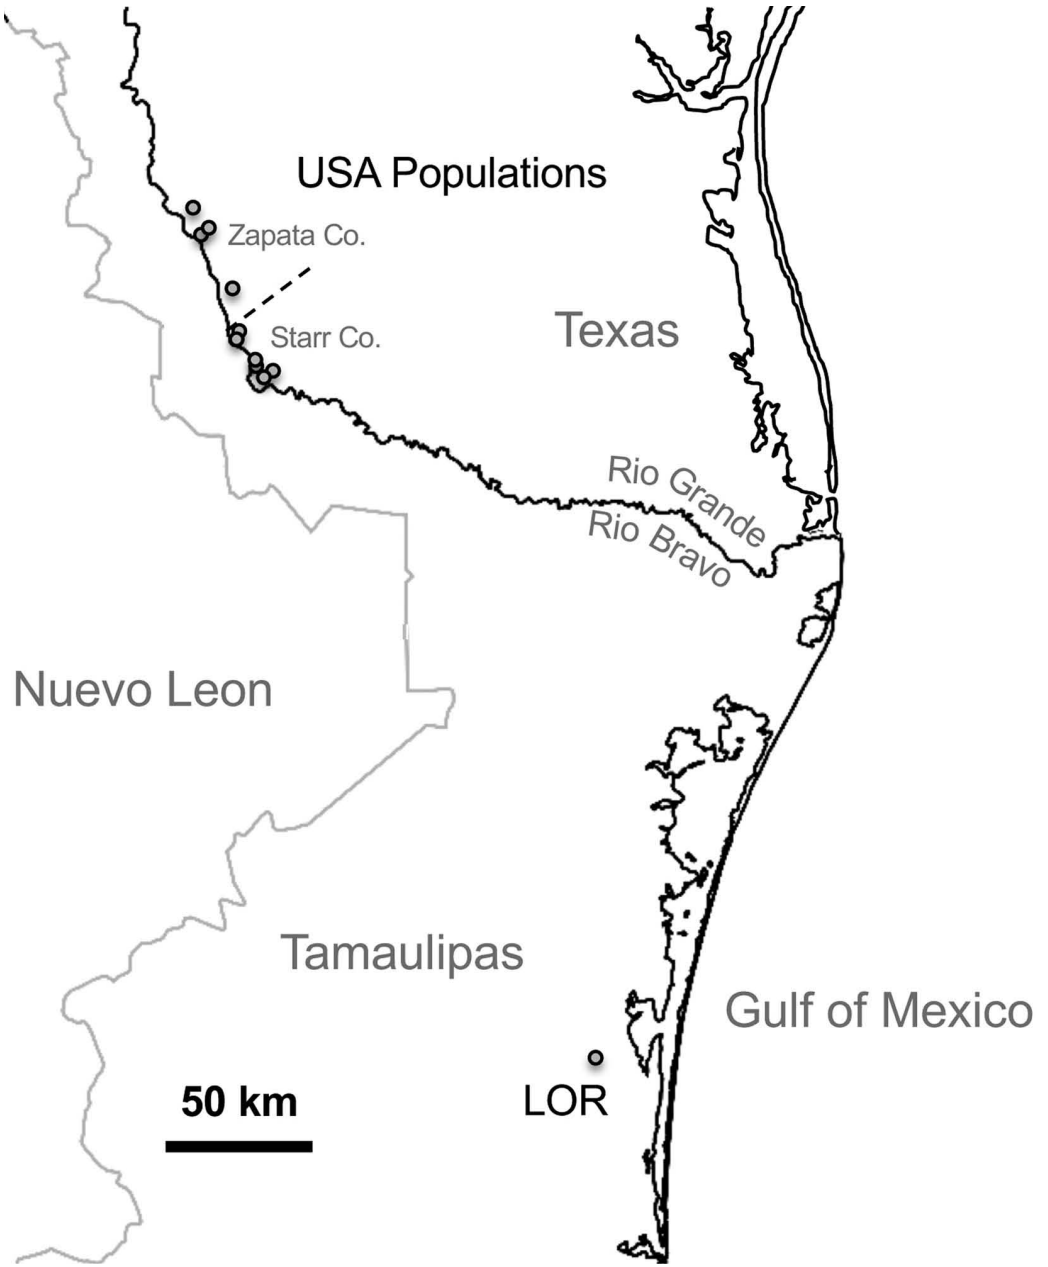 USA Populations
Zapata Co.
Texas
Starr Co.
Rio Grande
Rio Bravo
Nuevo Leon
Tamaulipas
Gulf of Mexico
50 km
LOR